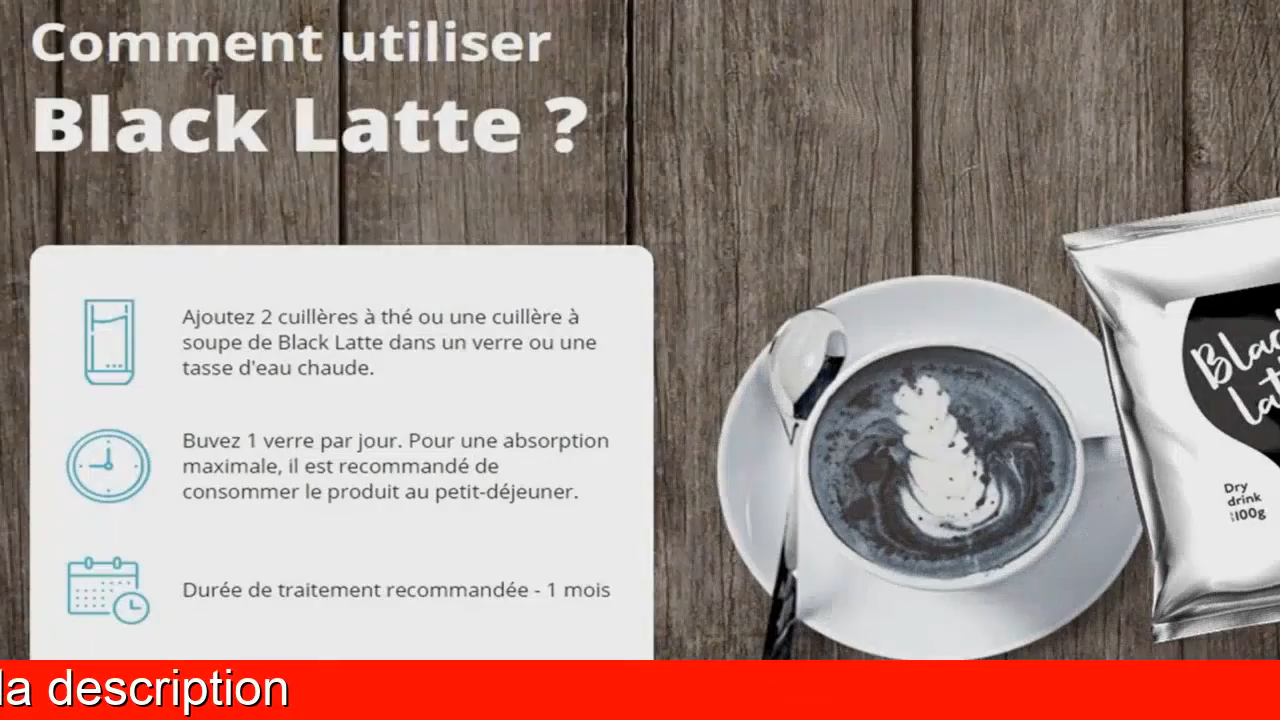 Comment utiliser
Black Latte ?
Ajoutez 2 cuillères à thé ou une cuillère à
soupe de Black Latte dans un verre ou une
tasse d'eau chaude.
Buvez 1 verre par jour. Pour une absorption
maximale, il est recommandé de
consommer le produit au petit-déjeuner.
Durée de traitement recommandée - 1 mois
Dry
drink
100g
la description